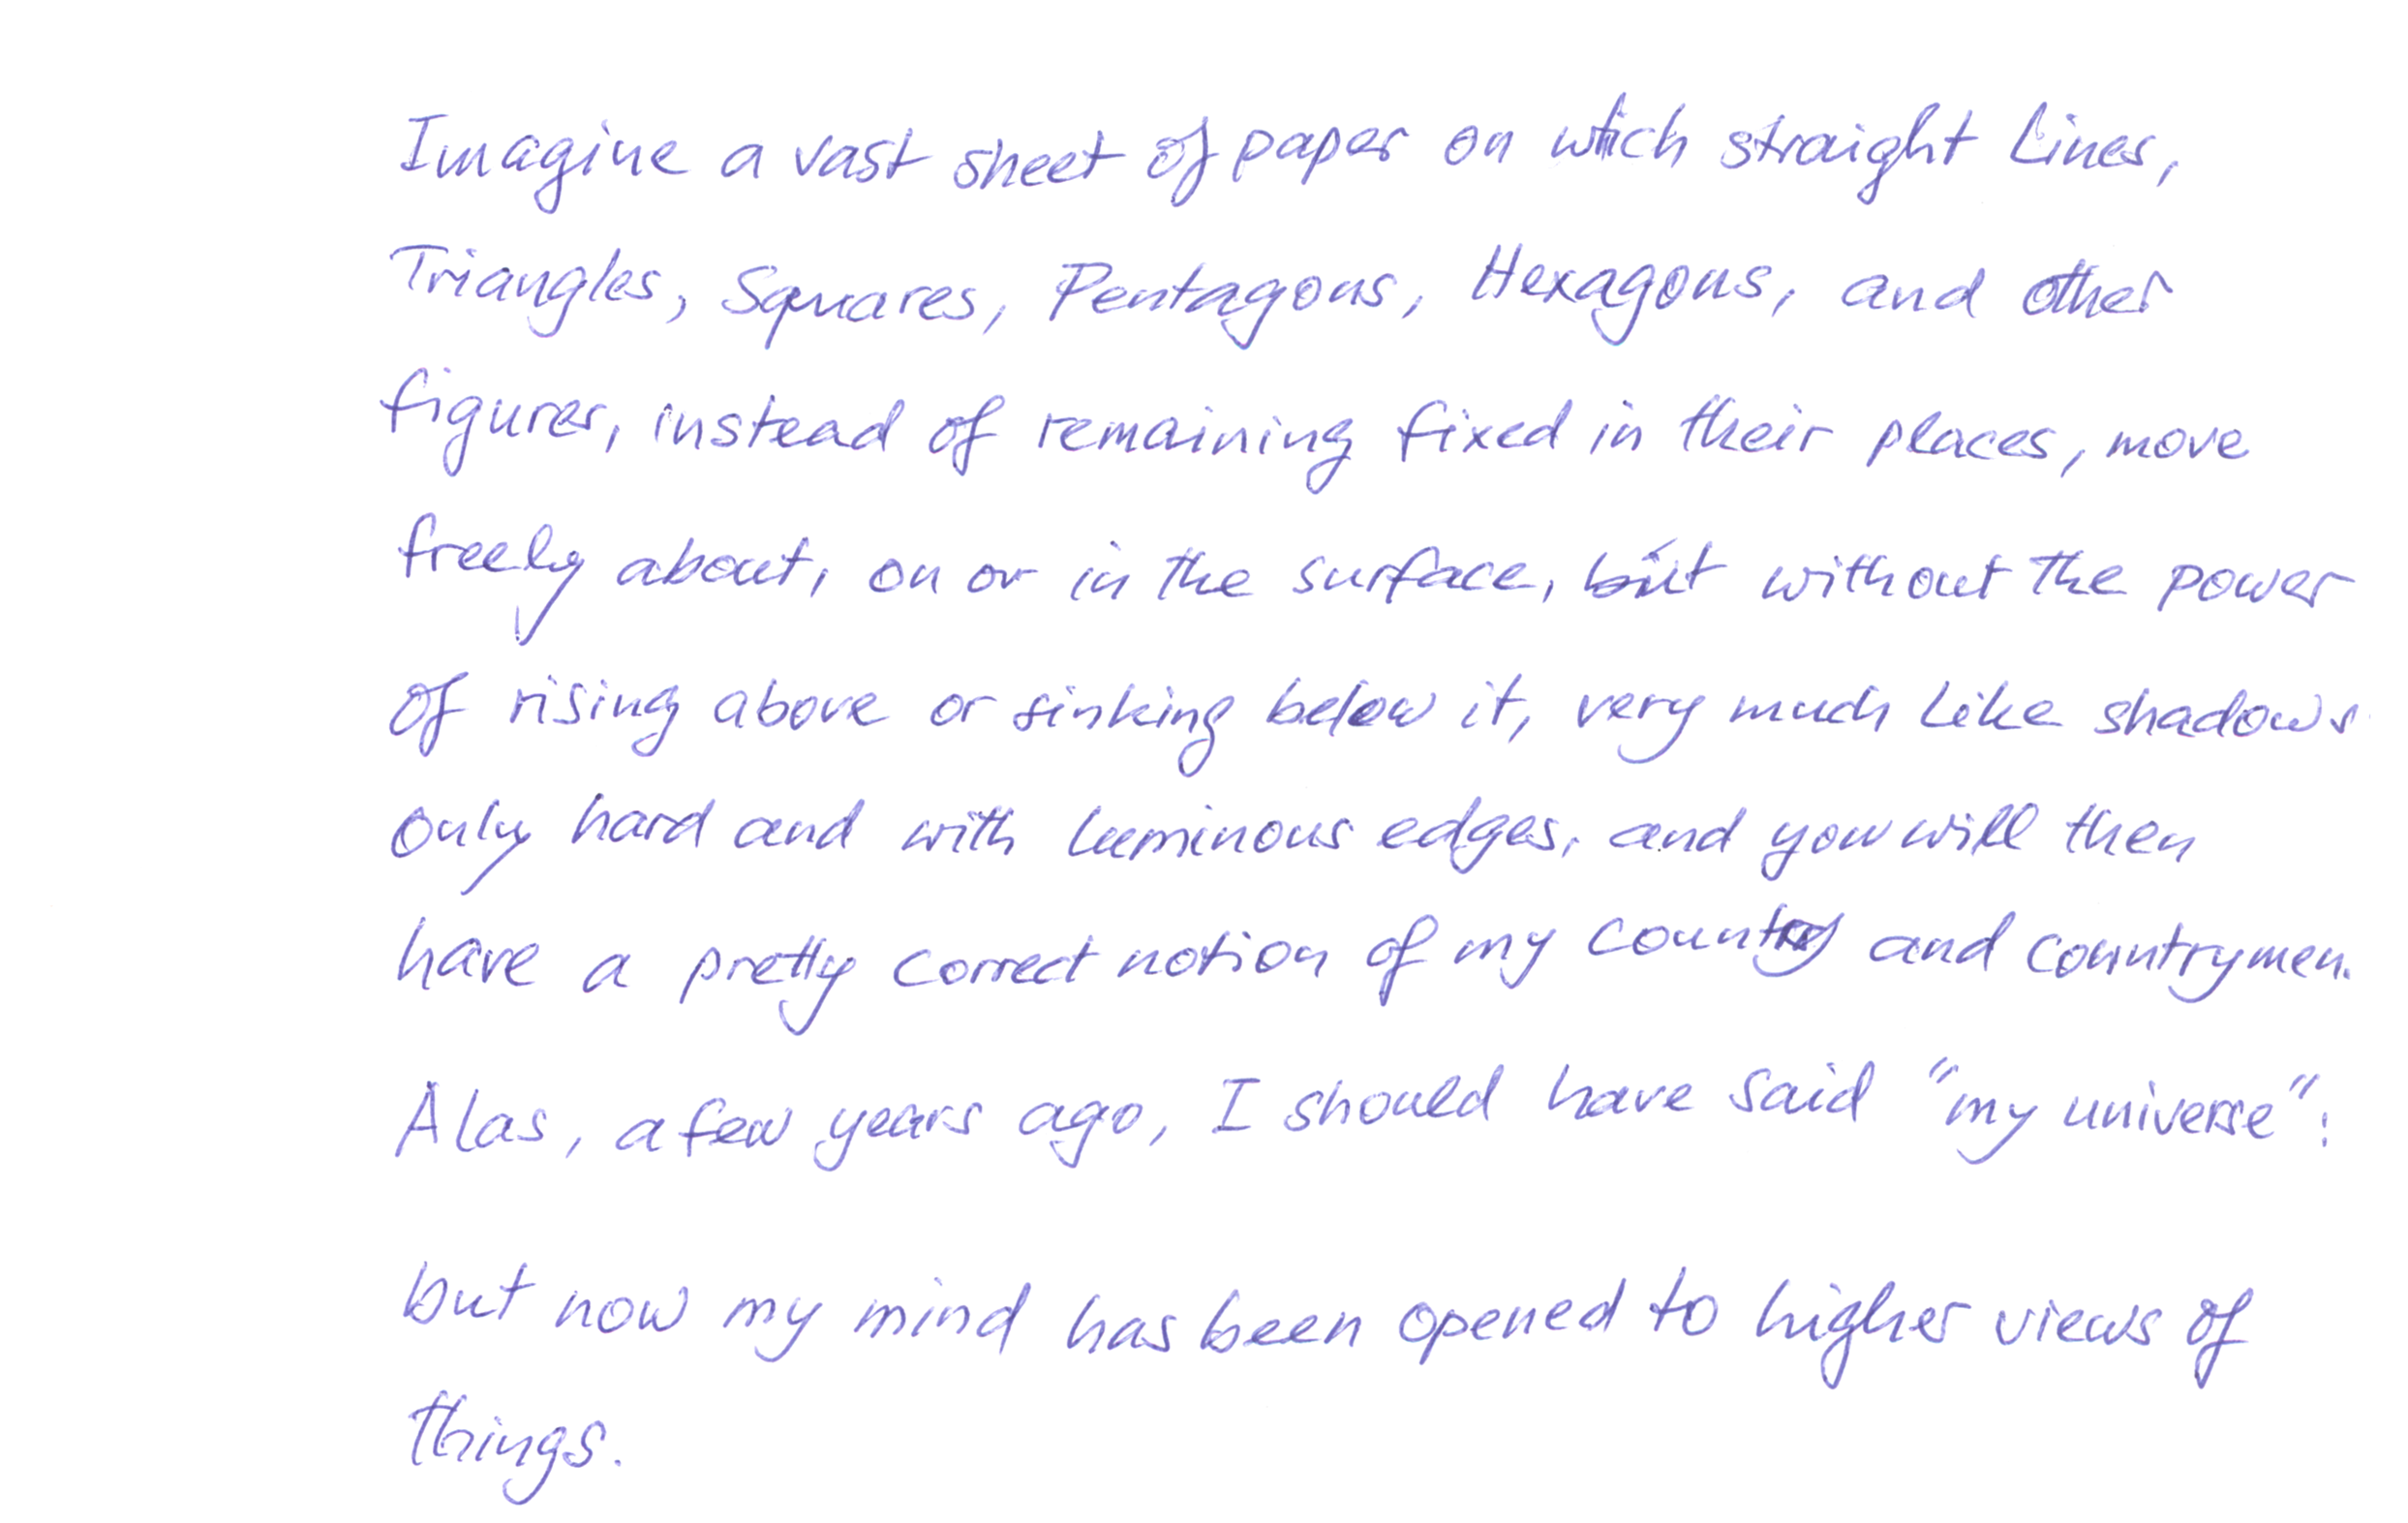 Imagine a vast sheet of paper on which straight Lines,
Triangles, Squares, Pentagons, Hexagons, and other
figures, instead of remaining fixed in their places, move
freely about, on or in the surface, but without the power
of rising above or sinking below it, very much like shadows
only hard and with luminous edges, and you will then
have a pretty correct notion of my country and countrymen.
Alas, a few years ago, I should have said "my universe":
but now my mind has been opened to higher views of
things.